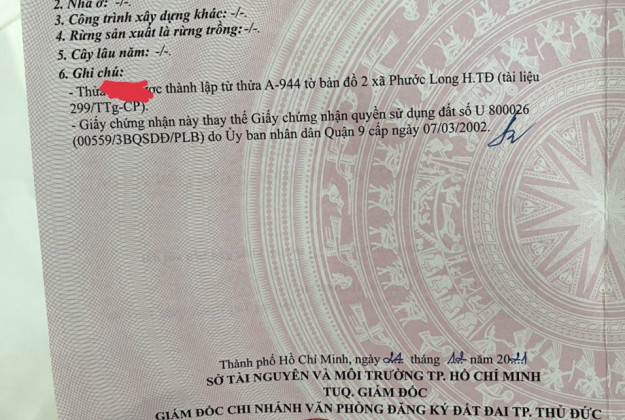 2. Nhà ở: -/-.
3. Công trình xây dựng khác: -/-.
4. Rừng sản xuất là rừng trồng: -/-.
5. Cây lâu năm: -/-.
6. Ghi chú:
- Thửa ợc thành lập từ thửa A-944 tờ bản đồ 2 xã Phước Long H.TĐ (tài liệu
299/TTg-CP).
- Giấy chứng nhận này thay thế Giấy chứng nhận quyền sử dụng đất số U 800026
(00559/3BQSDĐ/PLB) do Ủy ban nhân dân Quận 9 cấp ngày 07/03/2002.
Thành phố Hồ Chí Minh, ngày 24 tháng 12 năm 2021
SỞ TÀI NGUYÊN VÀ MÔI TRƯỜNG TP. HỒ CHÍ MINH
TUQ. GIÁM ĐỐC
GIÁM ĐỐC CHI NHÁNH VĂN PHÒNG ĐĂNG KÝ ĐẤT ĐAI TP. THỦ ĐỨC